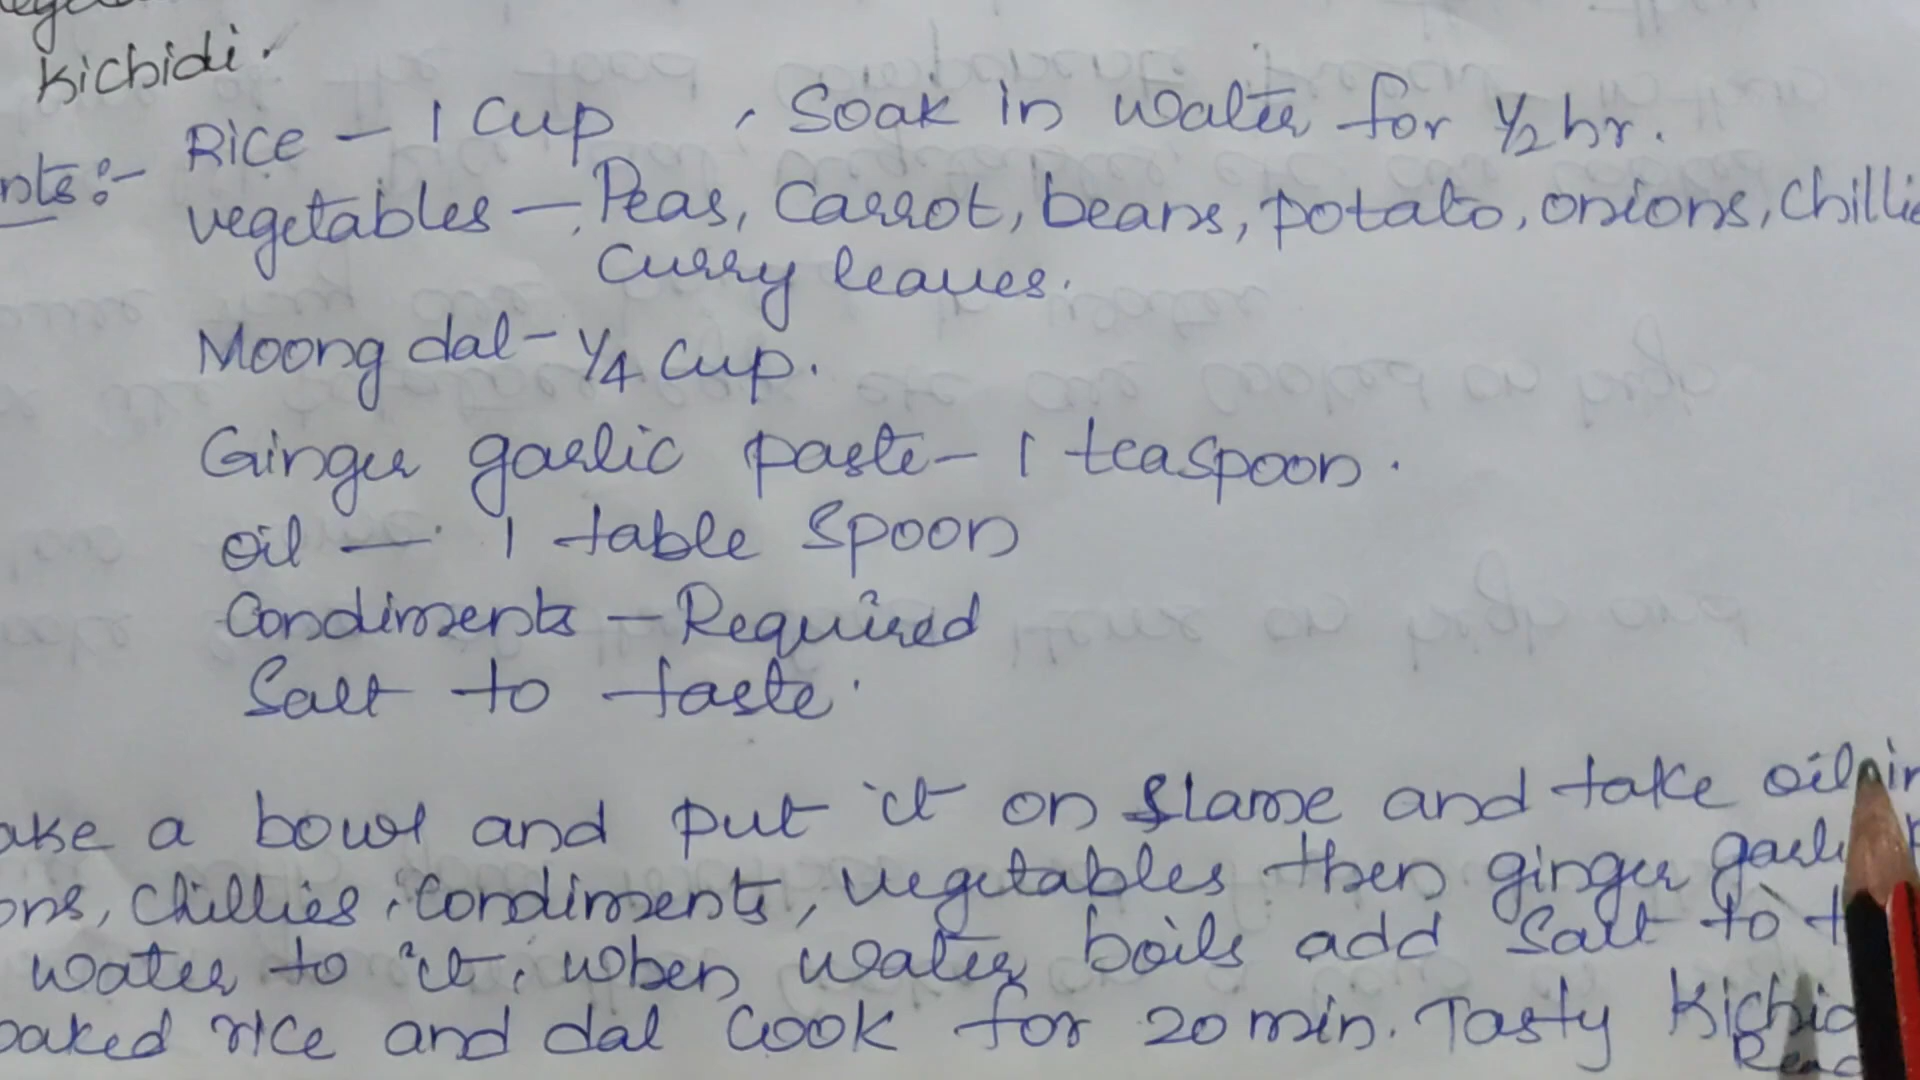 Kichidi.
Rice – 1 cup , Soak in water for 1/2 hr.
nts:- vegetables – Peas, Carrot, beans, potato, onions, chillie
Curry leaves.
Moong dal – 1/4 cup.
Ginger garlic paste – 1 teaspoon.
oil – 1 table spoon
Condiments – Required
Salt to taste.
ake a bowl and put it on flame and take oil in
ons, chillies, condiments, vegetables then ginger garli
water to it, when water boils add Salt to t
oaked rice and dal cook for 20 min. Tasty Kichid